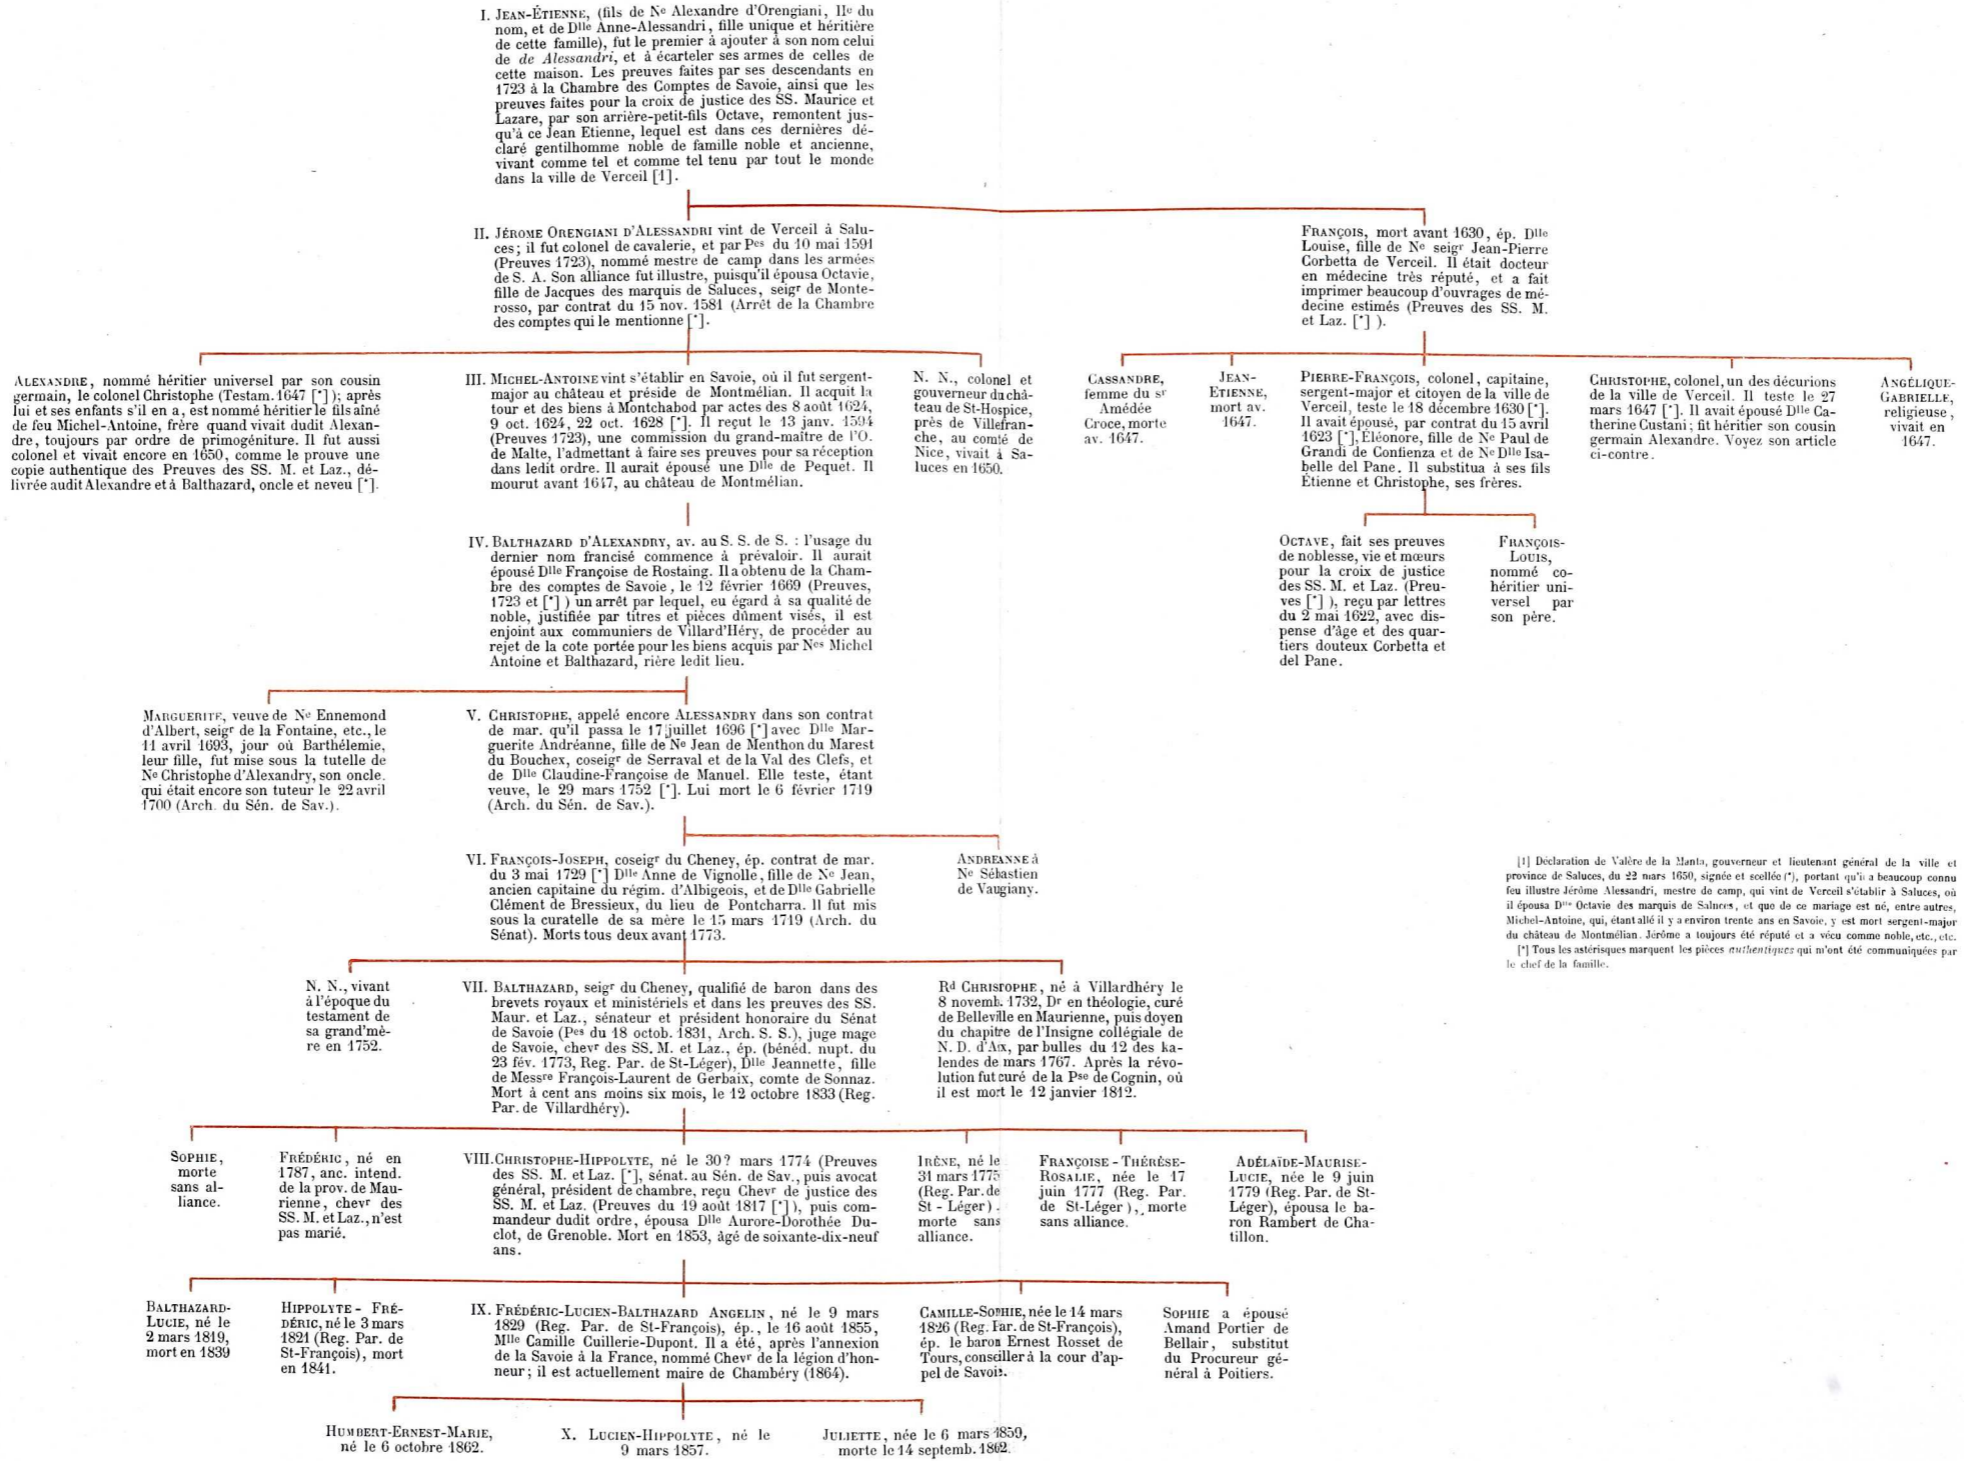 I. JEAN-ÉTIENNE, (fils de Ne Alexandre d'Orengiani, IIe du
nom, et de Dlle Anne-Alessandri, fille unique et héritière
de cette famille), fut le premier à ajouter à son nom celui
de de Alessandri, et à écarteler ses armes de celles de
cette maison. Les preuves faites par ses descendants en
1723 à la Chambre des Comptes de Savoie, ainsi que les
preuves faites pour la croix de justice des SS. Maurice et
Lazare, par son arrière-petit-fils Octave, remontent jus-
qu'à ce Jean Etienne, lequel est dans ces dernières dé-
claré gentilhomme noble de famille noble et ancienne,
vivant comme tel et comme tel tenu par tout le monde
dans la ville de Verceil [1].
II. JÉROME ORENGIANI D'ALESSANDRI vint de Verceil à Salu-
ces; il fut colonel de cavalerie, et par Pes du 10 mai 1591
(Preuves 1723), nommé mestre de camp dans les armées
de S. A. Son alliance fut illustre, puisqu'il épousa Octavie,
fille de Jacques des marquis de Saluces, seigr de Monte-
rosso, par contrat du 15 nov. 1581 (Arrêt de la Chambre
des comptes qui le mentionne [*].
FRANÇOIS, mort avant 1630, ép. Dlle
Louise, fille de Ne seigr Jean-Pierre
Corbetta de Verceil. Il était docteur
en médecine très réputé, et a fait
imprimer beaucoup d'ouvrages de mé-
decine estimés (Preuves des SS. M.
et Laz. [*] ).
ALEXANDRE, nommé héritier universel par son cousin
germain, le colonel Christophe (Testam. 1647 [*] ); après
lui et ses enfants s'il en a, est nommé héritier le fils aîné
de feu Michel-Antoine, frère quand vivait dudit Alexan-
dre, toujours par ordre de primogéniture. Il fut aussi
colonel et vivait encore en 1650, comme le prouve une
copie authentique des Preuves des SS. M. et Laz., dé-
livrée audit Alexandre et à Balthazard, oncle et neveu [*].
III. MICHEL-ANTOINE vint s'établir en Savoie, où il fut sergent-
major au château et préside de Montmélian. Il acquit la
tour et des biens à Montchabod par actes des 8 août 1624,
9 oct. 1624, 22 oct. 1628 [*]. Il reçut le 13 janv. 1594
(Preuves 1723), une commission du grand-maître de l'O.
de Malte, l'admettant à faire ses preuves pour sa réception
dans ledit ordre. Il aurait épousé une Dlle de Pequet. Il
mourut avant 1647, au château de Montmélian.
N. N., colonel et
gouverneur du châ-
teau de St-Hospice,
près de Villefran-
che, au comté de
Nice, vivait à Sa-
luces en 1650.
CASSANDRE,
femme du sr
Amédée
Croce, morte
av. 1647.
JEAN-
ETIENNE,
mort av.
1647.
PIERRE-FRANÇOIS, colonel, capitaine,
sergent-major et citoyen de la ville de
Verceil, teste le 18 décembre 1630 [*].
Il avait épousé, par contrat du 15 avril
1623 [*], Éléonore, fille de Ne Paul de
Grandi de Confienza et de Ne Dlle Isa-
belle del Pane. Il substitua à ses fils
Étienne et Christophe, ses frères.
CHRISTOPHE, colonel, un des décurions
de la ville de Verceil. Il teste le 27
mars 1647 [*]. Il avait épousé Dlle Ca-
therine Custani; fit héritier son cousin
germain Alexandre. Voyez son article
ci-contre.
ANGÉLIQUE-
GABRIELLE,
religieuse,
vivait en
1647.
IV. BALTHAZARD D'ALEXANDRY, av. au S. S. de S. : l'usage du
dernier nom francisé commence à prévaloir. Il aurait
épousé Dlle Françoise de Rostaing. Il a obtenu de la Cham-
bre des comptes de Savoie, le 12 février 1669 (Preuves,
1723 et [*] ) un arrêt par lequel, eu égard à sa qualité de
noble, justifiée par titres et pièces dûment visés, il est
enjoint aux communiers de Villard'Héry, de procéder au
rejet de la cote portée pour les biens acquis par Nes Michel
Antoine et Balthazard, rière ledit lieu.
OCTAVE, fait ses preuves
de noblesse, vie et mœurs
pour la croix de justice
des SS. M. et Laz. (Preu-
ves [*] ), reçu par lettres
du 2 mai 1622, avec dis-
pense d'âge et des quar-
tiers douteux Corbetta et
del Pane.
FRANÇOIS-
LOUIS,
nommé co-
héritier uni-
versel par
son père.
MARGUERITE, veuve de Ne Ennemond
d'Albert, seigr de la Fontaine, etc., le
11 avril 1693, jour où Barthélemie,
leur fille, fut mise sous la tutelle de
Ne Christophe d'Alexandry, son oncle.
qui était encore son tuteur le 22 avril
1700 (Arch. du Sén. de Sav.).
V. CHRISTOPHE, appelé encore ALESSANDRY dans son contrat
de mar. qu'il passa le 17 juillet 1696 [*] avec Dlle Mar-
guerite Andréanne, fille de Ne Jean de Menthon du Marest
du Bouchex, coseigr de Serraval et de la Val des Clefs, et
de Dlle Claudine-Françoise de Manuel. Elle teste, étant
veuve, le 29 mars 1752 [*]. Lui mort le 6 février 1719
(Arch. du Sén. de Sav.).
VI. FRANÇOIS-JOSEPH, coseigr du Cheney, ép. contrat de mar.
du 3 mai 1729 [*] Dlle Anne de Vignolle, fille de Ne Jean,
ancien capitaine du régim. d'Albigeois, et de Dlle Gabrielle
Clément de Bressieux, du lieu de Pontcharra. Il fut mis
sous la curatelle de sa mère le 15 mars 1719 (Arch. du
Sénat). Morts tous deux avant 1773.
ANDREANNE à
Ne Sébastien
de Vaugiany.
[1] Déclaration de Valère de la Manta, gouverneur et lieutenant général de la ville et
province de Saluces, du 22 mars 1650, signée et scellée (*), portant qu'il a beaucoup connu
feu illustre Jérôme Alessandri, mestre de camp, qui vint de Verceil s'établir à Saluces, où
il épousa Dlle Octavie des marquis de Saluces, et que de ce mariage est né, entre autres,
Michel-Antoine, qui, étant allé il y a environ trente ans en Savoie, y est mort sergent-major
du château de Montmélian. Jérôme a toujours été réputé et a vécu comme noble, etc., etc.
[*] Tous les astérisques marquent les pièces authentiques qui m'ont été communiquées par
le chef de la famille.
N. N., vivant
à l'époque du
testament de
sa grand'mè-
re en 1752.
VII. BALTHAZARD, seigr du Cheney, qualifié de baron dans des
brevets royaux et ministériels et dans les preuves des SS.
Maur. et Laz., sénateur et président honoraire du Sénat
de Savoie (Pes du 18 octob. 1831, Arch. S. S.), juge mage
de Savoie, chevr des SS. M. et Laz., ép. (bénéd. nupt. du
23 fév. 1773, Reg. Par. de St-Léger), Dlle Jeannette, fille
de Messre François-Laurent de Gerbaix, comte de Sonnaz.
Mort à cent ans moins six mois, le 12 octobre 1833 (Reg.
Par. de Villardhéry).
Rd CHRISTOPHE, né à Villardhéry le
8 novemb. 1732, Dr en théologie, curé
de Belleville en Maurienne, puis doyen
du chapitre de l'Insigne collégiale de
N. D. d'Aix, par bulles du 12 des ka-
lendes de mars 1767. Après la révo-
lution fut curé de la Pse de Cognin, où
il est mort le 12 janvier 1812.
SOPHIE,
morte
sans al-
liance.
FRÉDÉRIC, né en
1787, anc. intend.
de la prov. de Mau-
rienne, chevr des
SS. M. et Laz., n'est
pas marié.
VIII. CHRISTOPHE-HIPPOLYTE, né le 30? mars 1774 (Preuves
des SS. M. et Laz. [*], sénat. au Sén. de Sav., puis avocat
général, président de chambre, reçu Chevr de justice des
SS. M. et Laz. (Preuves du 19 août 1817 [*] ), puis com-
mandeur dudit ordre, épousa Dlle Aurore-Dorothée Du-
clot, de Grenoble. Mort en 1853, âgé de soixante-dix-neuf
ans.
IRÈNE, né le
31 mars 1775
(Reg. Par. de
St-Léger).
morte sans
alliance.
FRANÇOISE-THÉRÈSE-
ROSALIE, née le 17
juin 1777 (Reg. Par.
de St-Léger), morte
sans alliance.
ADÉLAÏDE-MAURISE-
LUCIE, née le 9 juin
1779 (Reg. Par. de St-
Léger), épousa le ba-
ron Rambert de Cha-
tillon.
BALTHAZARD-
LUCIE, né le
2 mars 1819,
mort en 1839
HIPPOLYTE-FRÉ-
DÉRIC, né le 3 mars
1821 (Reg. Par. de
St-François), mort
en 1841.
IX. FRÉDÉRIC-LUCIEN-BALTHAZARD ANGELIN, né le 9 mars
1829 (Reg. Par. de St-François), ép., le 16 août 1855,
Mlle Camille Cuillerie-Dupont. Il a été, après l'annexion
de la Savoie à la France, nommé Chevr de la légion d'hon-
neur; il est actuellement maire de Chambéry (1864).
CAMILLE-SOPHIE, née le 14 mars
1826 (Reg. Par. de St-François),
ép. le baron Ernest Rosset de
Tours, conseiller à la cour d'ap-
pel de Savoie.
SOPHIE a épousé
Amand Portier de
Bellair, substitut
du Procureur gé-
néral à Poitiers.
HUMBERT-ERNEST-MARIE,
né le 6 octobre 1862.
X. LUCIEN-HIPPOLYTE, né le
9 mars 1857.
JULIETTE, née le 6 mars 1859,
morte le 14 septemb. 1862.